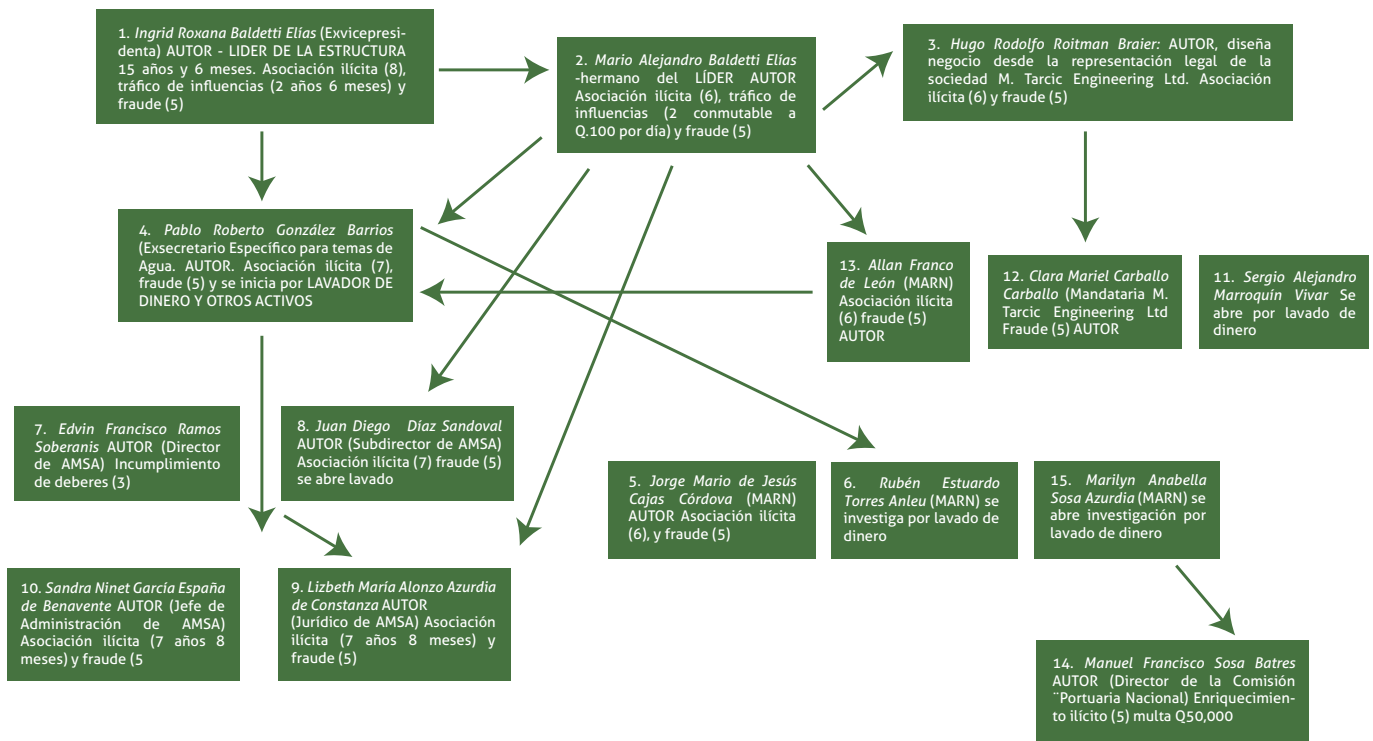 1. Ingrid Roxana Baldetti Elías (Exvicepresi-
denta) AUTOR - LIDER DE LA ESTRUCTURA
15 años y 6 meses. Asociación ilícita (8),
tráfico de influencias (2 años 6 meses) y
fraude (5)
2. Mario Alejandro Baldetti Elías
-hermano del LÍDER AUTOR
Asociación ilícita (6), tráfico de
influencias (2 conmutable a
Q.100 por día) y fraude (5)
3. Hugo Rodolfo Roitman Braier: AUTOR, diseña
negocio desde la representación legal de la
sociedad M. Tarcic Engineering Ltd. Asociación
ilícita (6) y fraude (5)
4. Pablo Roberto González Barrios
(Exsecretario Específico para temas de
Agua. AUTOR. Asociación ilícita (7),
fraude (5) y se inicia por LAVADOR DE
DINERO Y OTROS ACTIVOS
13. Allan Franco
de León (MARN)
Asociación ilícita
(6) fraude (5)
AUTOR
12. Clara Mariel Carballo
Carballo (Mandataria M.
Tarcic Engineering Ltd
Fraude (5) AUTOR
11. Sergio Alejandro
Marroquín Vivar Se
abre por lavado de
dinero
7. Edvin Francisco Ramos
Soberanis AUTOR (Director
de AMSA) Incumplimiento
de deberes (3)
8. Juan Diego Díaz Sandoval
AUTOR (Subdirector de AMSA)
Asociación ilícita (7) fraude (5)
se abre lavado
5. Jorge Mario de Jesús
Cajas Córdova (MARN)
AUTOR Asociación ilícita
(6), y fraude (5)
6. Rubén Estuardo
Torres Anleu (MARN) se
investiga por lavado de
dinero
15. Marilyn Anabella
Sosa Azurdia (MARN) se
abre investigación por
lavado de dinero
10. Sandra Ninet García España
de Benavente AUTOR (Jefe de
Administración de AMSA)
Asociación ilícita (7 años 8
meses) y fraude (5
9. Lizbeth María Alonzo Azurdia
de Constanza AUTOR
(Jurídico de AMSA) Asociación
ilícita (7 años 8 meses) y
fraude (5)
14. Manuel Francisco Sosa Batres
AUTOR (Director de la Comisión
¨Portuaria Nacional) Enriquecimien-
to ilícito (5) multa Q50,000